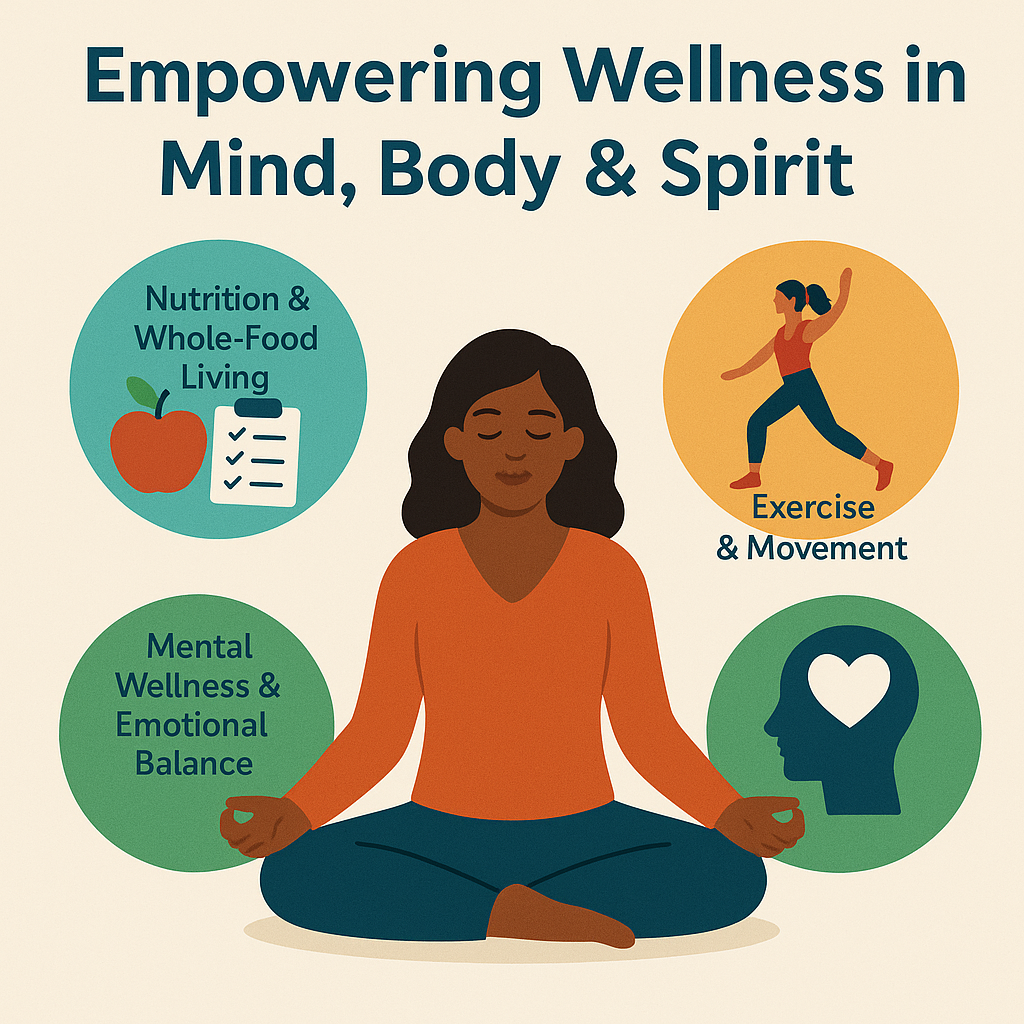 Empowering Wellness in
Mind, Body & Spirit
Nutrition &
Whole-Food
Living
Exercise
& Movement
Mental
Wellness &
Emotional
Balance